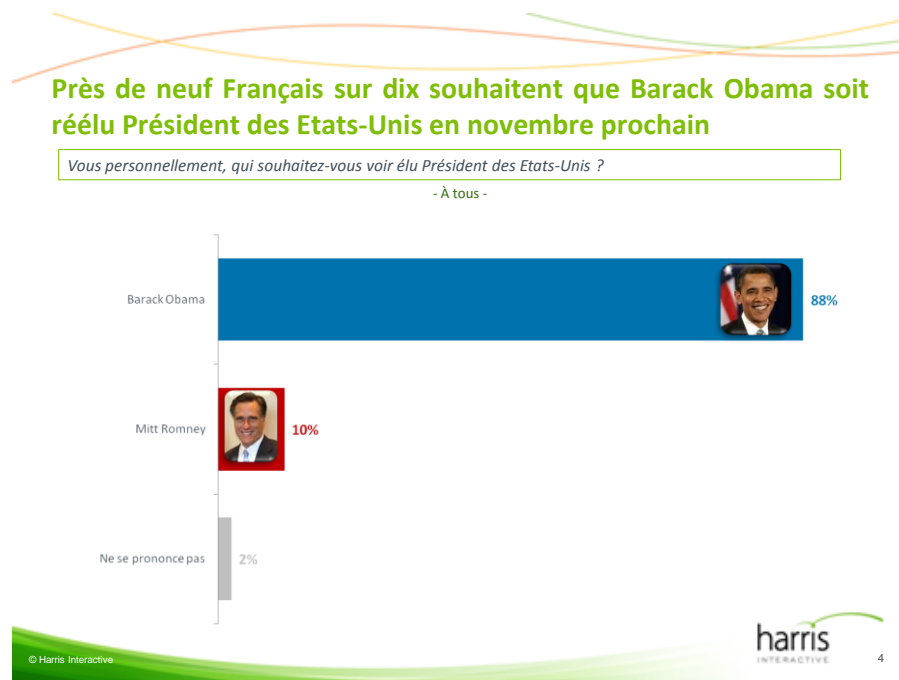 Près de neuf Français sur dix souhaitent que Barack Obama soit
réélu Président des Etats-Unis en novembre prochain
Vous personnellement, qui souhaitez-vous voir élu Président des Etats-Unis ?
- À tous -
Barack Obama
88%
Mitt Romney
10%
Ne se prononce pas
2%
© Harris Interactive
harris
INTERACTIVE
4